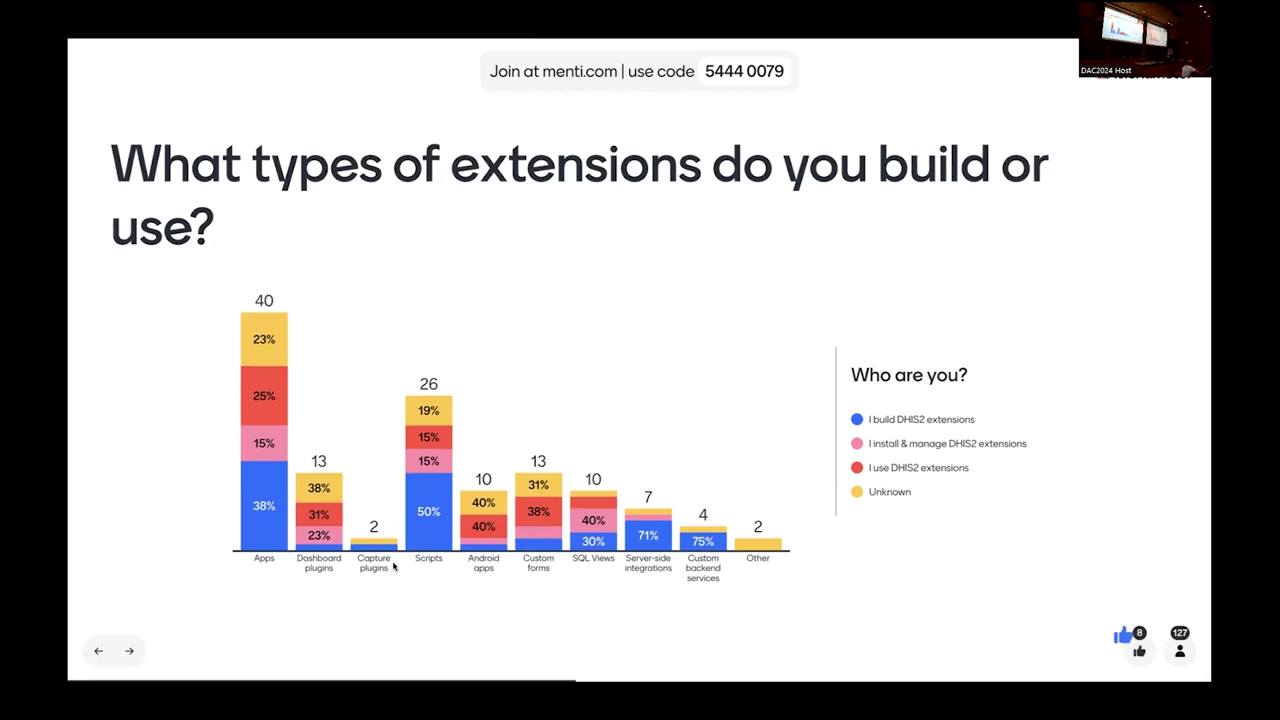 DAC2024 Host
Join at menti.com | use code 5444 0079
What types of extensions do you build or
use?
40
23%
25%
15%
38%
Apps
13
38%
31%
23%
Dashboard
plugins
2
Capture
plugins
26
19%
15%
15%
50%
Scripts
10
40%
40%
Android
apps
13
31%
38%
Custom
forms
10
40%
30%
SQL Views
7
71%
Server-side
integrations
4
75%
Custom
backend
services
2
Other
Who are you?
I build DHIS2 extensions
I install & manage DHIS2 extensions
I use DHIS2 extensions
Unknown
8
127